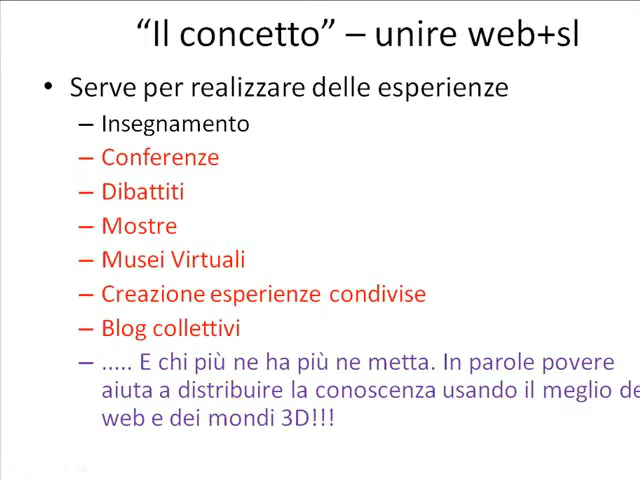 “Il concetto” – unire web+sl
• Serve per realizzare delle esperienze
– Insegnamento
– Conferenze
– Dibattiti
– Mostre
– Musei Virtuali
– Creazione esperienze condivise
– Blog collettivi
– ..... E chi più ne ha più ne metta. In parole povere
aiuta a distribuire la conoscenza usando il meglio de
web e dei mondi 3D!!!